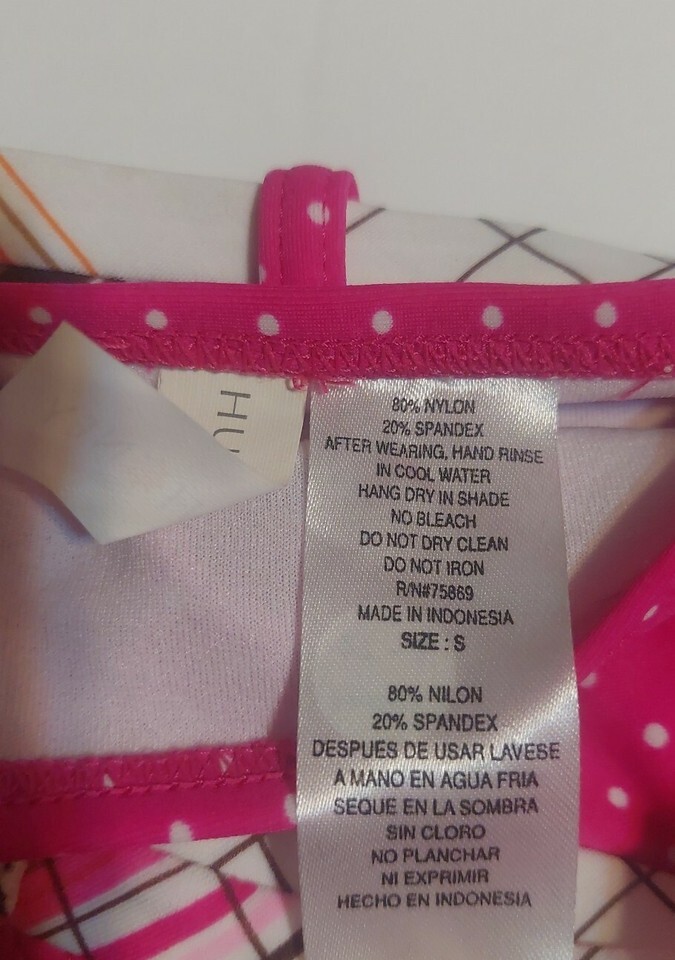 HU
80% NYLON
20% SPANDEX
AFTER WEARING, HAND RINSE
IN COOL WATER
HANG DRY IN SHADE
NO BLEACH
DO NOT DRY CLEAN
DO NOT IRON
R/N#75869
MADE IN INDONESIA
SIZE : S
80% NILON
20% SPANDEX
DESPUES DE USAR LAVESE
A MANO EN AGUA FRIA
SEQUE EN LA SOMBRA
SIN CLORO
NO PLANCHAR
NI EXPRIMIR
HECHO EN INDONESIA